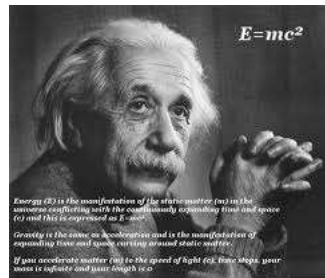 E=mc²
Energy (E) is the manifestation of the static matter (m) in the
universe conflicting with the continuously expanding time and space
(c) and this is expressed as E=mc².
Gravity is the same as acceleration and is the manifestation of
expanding time and space curving around static matter.
If you accelerate matter (m) to the speed of light (c), time stops, your
mass is infinite and your length is 0